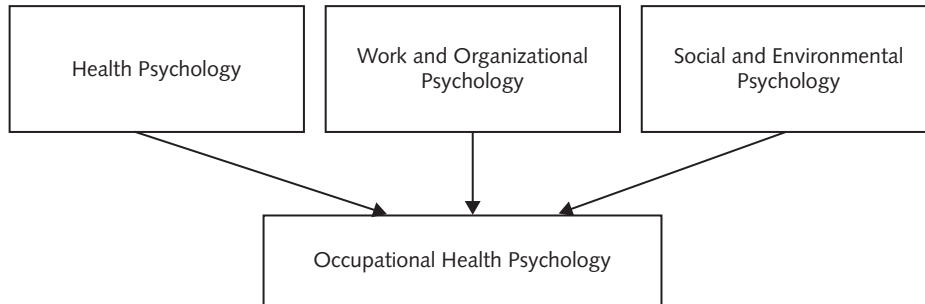 Health Psychology
Work and Organizational
Psychology
Social and Environmental
Psychology
Occupational Health Psychology